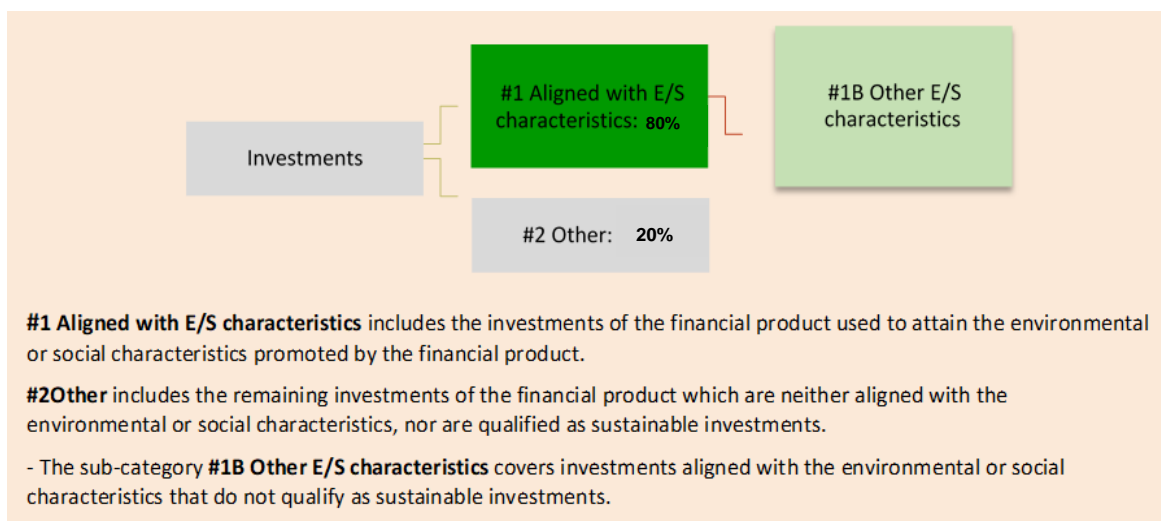 #1 Aligned with E/S
characteristics: 80%
#1B Other E/S
characteristics
Investments
#2 Other: 20%
#1 Aligned with E/S characteristics includes the investments of the financial product used to attain the environmental
or social characteristics promoted by the financial product.
#2Other includes the remaining investments of the financial product which are neither aligned with the
environmental or social characteristics, nor are qualified as sustainable investments.
- The sub-category #1B Other E/S characteristics covers investments aligned with the environmental or social
characteristics that do not qualify as sustainable investments.